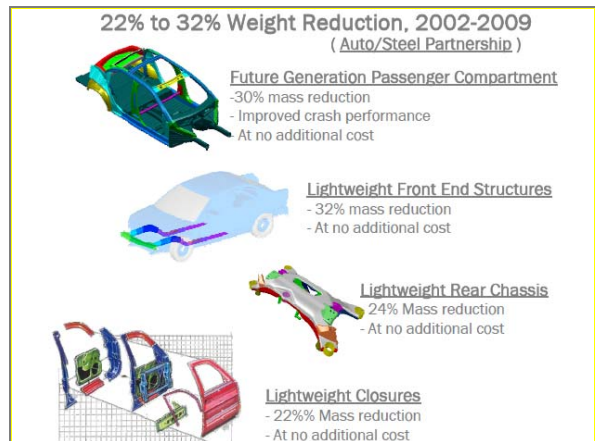 22% to 32% Weight Reduction, 2002-2009
( Auto/Steel Partnership )
Future Generation Passenger Compartment
-30% mass reduction
- Improved crash performance
- At no additional cost
Lightweight Front End Structures
- 32% mass reduction
- At no additional cost
Lightweight Rear Chassis
- 24% Mass reduction
- At no additional cost
Lightweight Closures
- 22%% Mass reduction
- At no additional cost